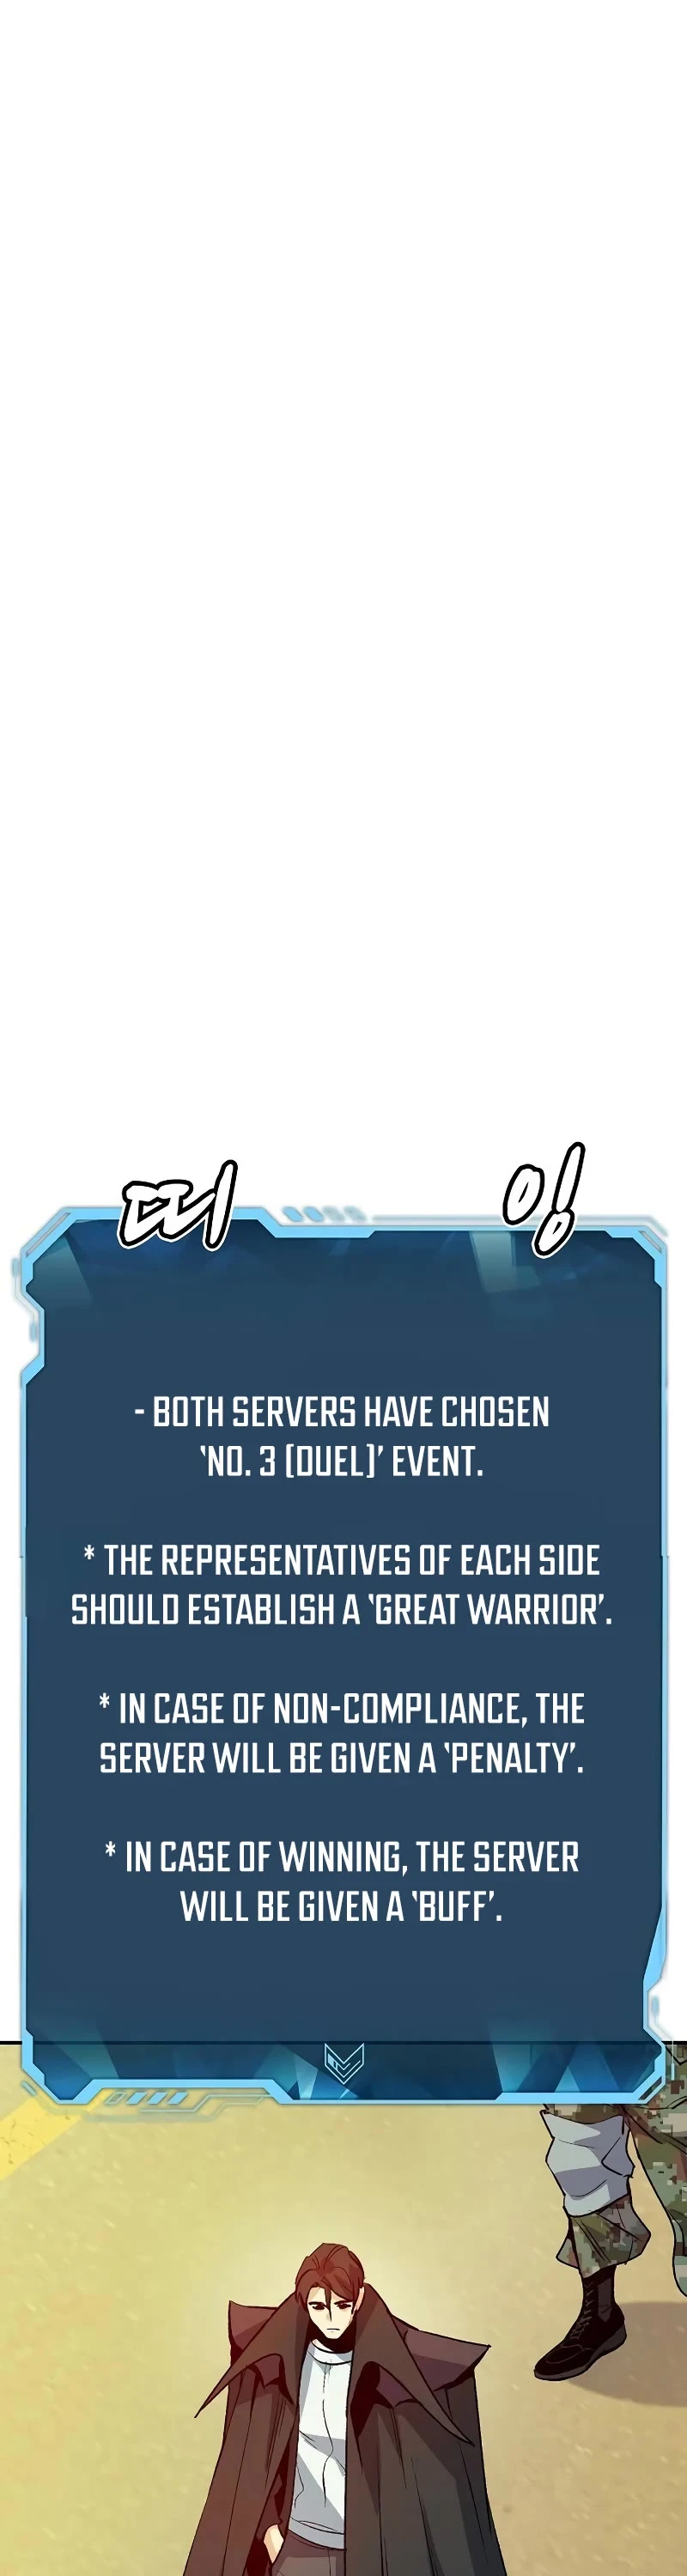 띠 잉
- BOTH SERVERS HAVE CHOSEN
‘NO. 3 [DUEL]’ EVENT.
* THE REPRESENTATIVES OF EACH SIDE
SHOULD ESTABLISH A ‘GREAT WARRIOR’.
* IN CASE OF NON-COMPLIANCE, THE
SERVER WILL BE GIVEN A ‘PENALTY’.
* IN CASE OF WINNING, THE SERVER
WILL BE GIVEN A ‘BUFF’.